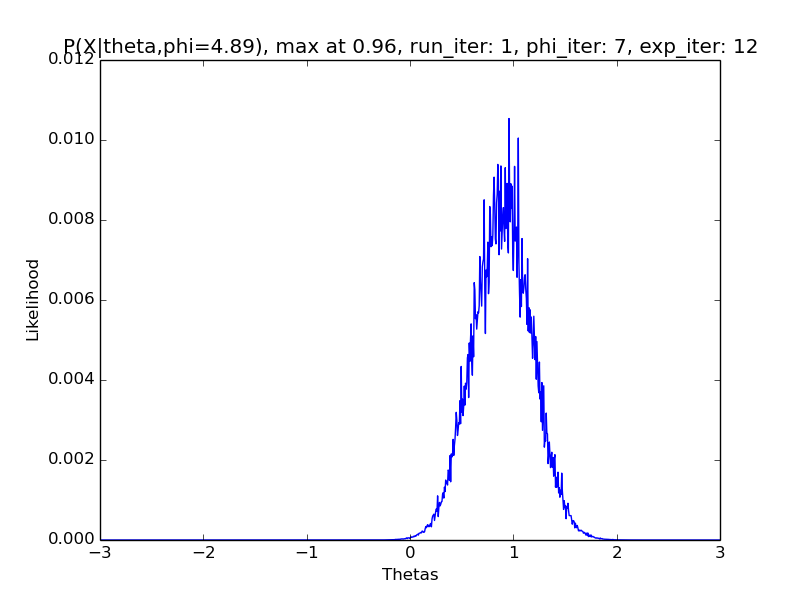 P(X|theta,phi=4.89), max at 0.96, run_iter: 1, phi_iter: 7, exp_iter: 12
0.012
0.010
0.008
0.006
0.004
0.002
0.000
Likelihood
−3 −2 −1 0 1 2 3
Thetas